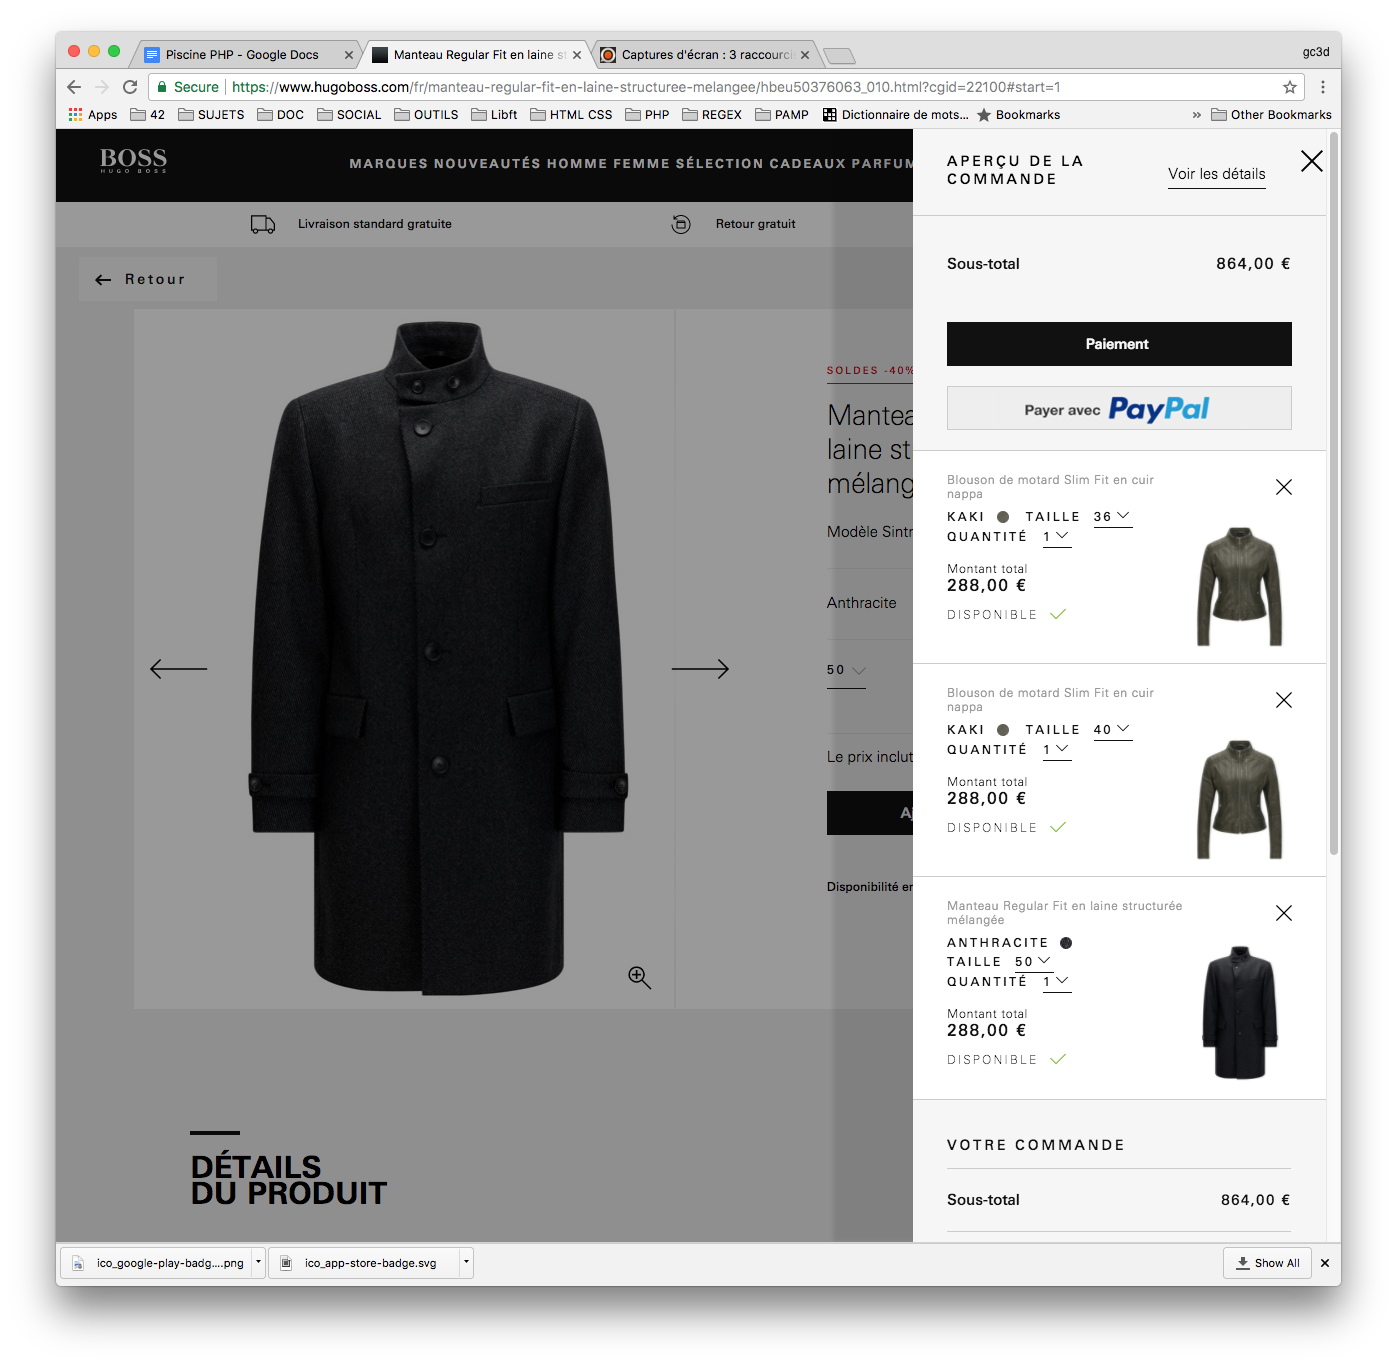 Piscine PHP - Google Docs
Manteau Regular Fit en laine st
Captures d'écran : 3 raccourci
gc3d
Secure
https://www.hugoboss.com/fr/manteau-regular-fit-en-laine-structuree-melangee/hbeu50376063_010.html?cgid=22100#start=1
Apps 42 SUJETS DOC SOCIAL OUTILS Libft HTML CSS PHP REGEX PAMP Dictionnaire de mots... Bookmarks » Other Bookmarks
BOSS
HUGO BOSS
MARQUES NOUVEAUTÉS HOMME FEMME SÉLECTION CADEAUX PARFUM
Livraison standard gratuite
Retour gratuit
Retour
SOLDES -40%
Mantea
laine st
mélang
Modèle Sintr
Anthracite
50
Le prix inclut
Aj
Disponibilité en
DÉTAILS
DU PRODUIT
APERÇU DE LA
COMMANDE
Voir les détails
Sous-total 864,00 €
Paiement
Payer avec PayPal
Blouson de motard Slim Fit en cuir
nappa
KAKI TAILLE 36
QUANTITÉ 1
Montant total
288,00 €
DISPONIBLE
Blouson de motard Slim Fit en cuir
nappa
KAKI TAILLE 40
QUANTITÉ 1
Montant total
288,00 €
DISPONIBLE
Manteau Regular Fit en laine structurée
mélangée
ANTHRACITE
TAILLE 50
QUANTITÉ 1
Montant total
288,00 €
DISPONIBLE
VOTRE COMMANDE
Sous-total 864,00 €
ico_google-play-badg....png
ico_app-store-badge.svg
Show All